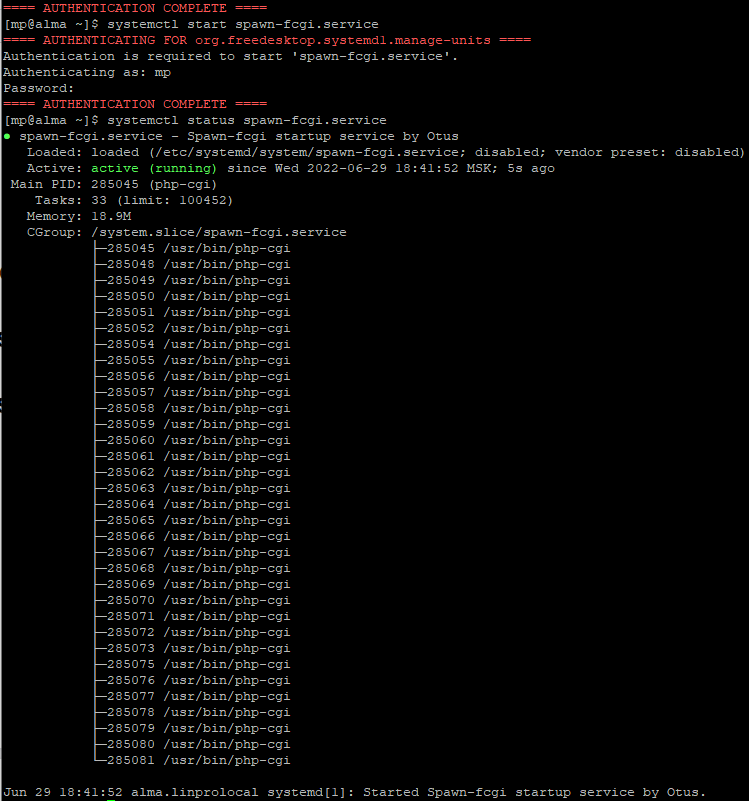 ==== AUTHENTICATION COMPLETE ====
[mp@alma ~]$ systemctl start spawn-fcgi.service
==== AUTHENTICATING FOR org.freedesktop.systemd1.manage-units ====
Authentication is required to start 'spawn-fcgi.service'.
Authenticating as: mp
Password:
==== AUTHENTICATION COMPLETE ====
[mp@alma ~]$ systemctl status spawn-fcgi.service
● spawn-fcgi.service - Spawn-fcgi startup service by Otus
   Loaded: loaded (/etc/systemd/system/spawn-fcgi.service; disabled; vendor preset: disabled)
   Active: active (running) since Wed 2022-06-29 18:41:52 MSK; 5s ago
 Main PID: 285045 (php-cgi)
    Tasks: 33 (limit: 100452)
   Memory: 18.9M
   CGroup: /system.slice/spawn-fcgi.service
           ├─285045 /usr/bin/php-cgi
           ├─285048 /usr/bin/php-cgi
           ├─285049 /usr/bin/php-cgi
           ├─285050 /usr/bin/php-cgi
           ├─285051 /usr/bin/php-cgi
           ├─285052 /usr/bin/php-cgi
           ├─285054 /usr/bin/php-cgi
           ├─285055 /usr/bin/php-cgi
           ├─285056 /usr/bin/php-cgi
           ├─285057 /usr/bin/php-cgi
           ├─285058 /usr/bin/php-cgi
           ├─285059 /usr/bin/php-cgi
           ├─285060 /usr/bin/php-cgi
           ├─285061 /usr/bin/php-cgi
           ├─285062 /usr/bin/php-cgi
           ├─285063 /usr/bin/php-cgi
           ├─285064 /usr/bin/php-cgi
           ├─285065 /usr/bin/php-cgi
           ├─285066 /usr/bin/php-cgi
           ├─285067 /usr/bin/php-cgi
           ├─285068 /usr/bin/php-cgi
           ├─285069 /usr/bin/php-cgi
           ├─285070 /usr/bin/php-cgi
           ├─285071 /usr/bin/php-cgi
           ├─285072 /usr/bin/php-cgi
           ├─285073 /usr/bin/php-cgi
           ├─285075 /usr/bin/php-cgi
           ├─285076 /usr/bin/php-cgi
           ├─285077 /usr/bin/php-cgi
           ├─285078 /usr/bin/php-cgi
           ├─285079 /usr/bin/php-cgi
           ├─285080 /usr/bin/php-cgi
           └─285081 /usr/bin/php-cgi
Jun 29 18:41:52 alma.linprolocal systemd[1]: Started Spawn-fcgi startup service by Otus.